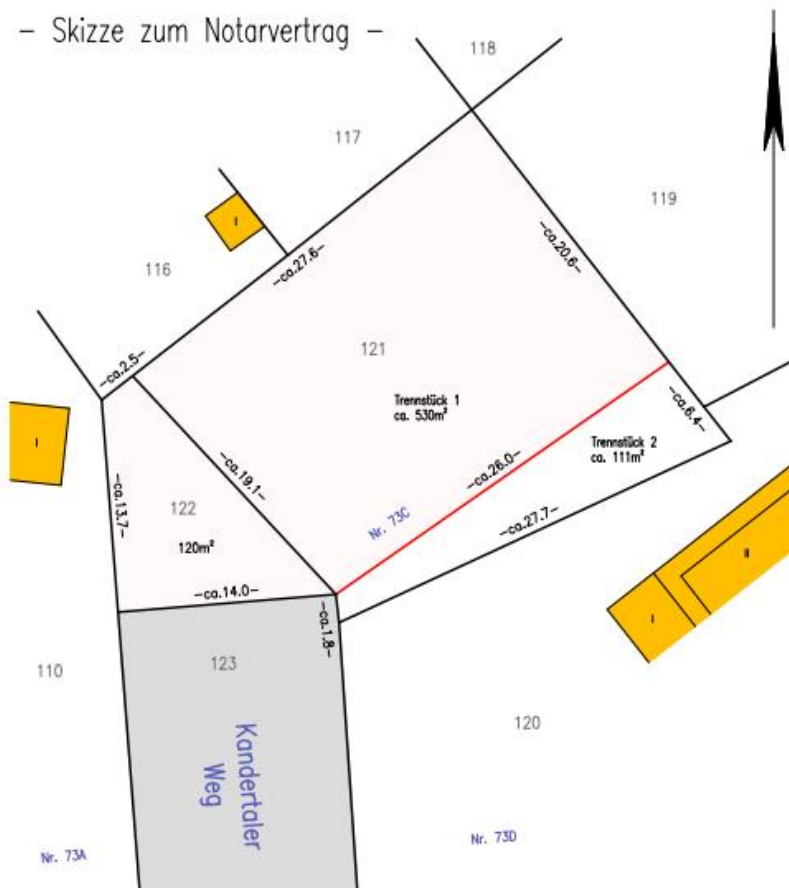 - Skizze zum Notarvertrag -
118
117
119
116
-ca.27.6-
-ca.20.6-
-ca.2.5-
121
Trennstück 1
ca. 530m²
-ca.6.4-
Trennstück 2
ca. 111m²
I
I
-ca.19.1-
-ca.26.0-
-ca.13.7-
122
Nr. 73C
-ca.27.7-
120m²
II
-ca.14.0-
-ca.1.8-
I
110
123
120
Kandertaler
Weg
Nr. 73A
Nr. 73D